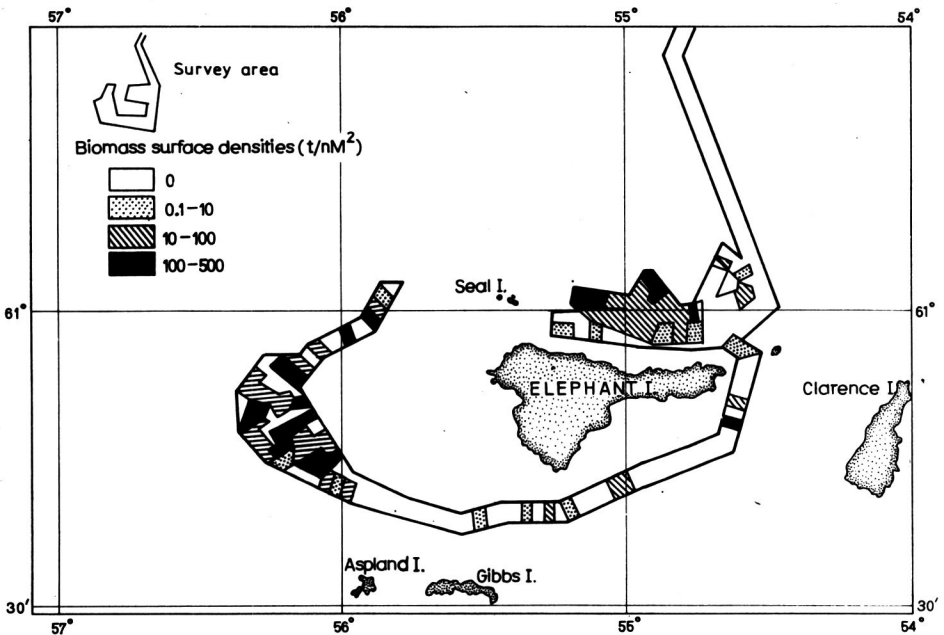 57° 56° 55° 54°
Survey area
Biomass surface densities (t/nM²)
0
0.1–10
10–100
100–500
Seal I.
61° 61°
ELEPHANT I.
Clarence I.
Aspland I.
Gibbs I.
30' 30'
57° 56° 55° 54°